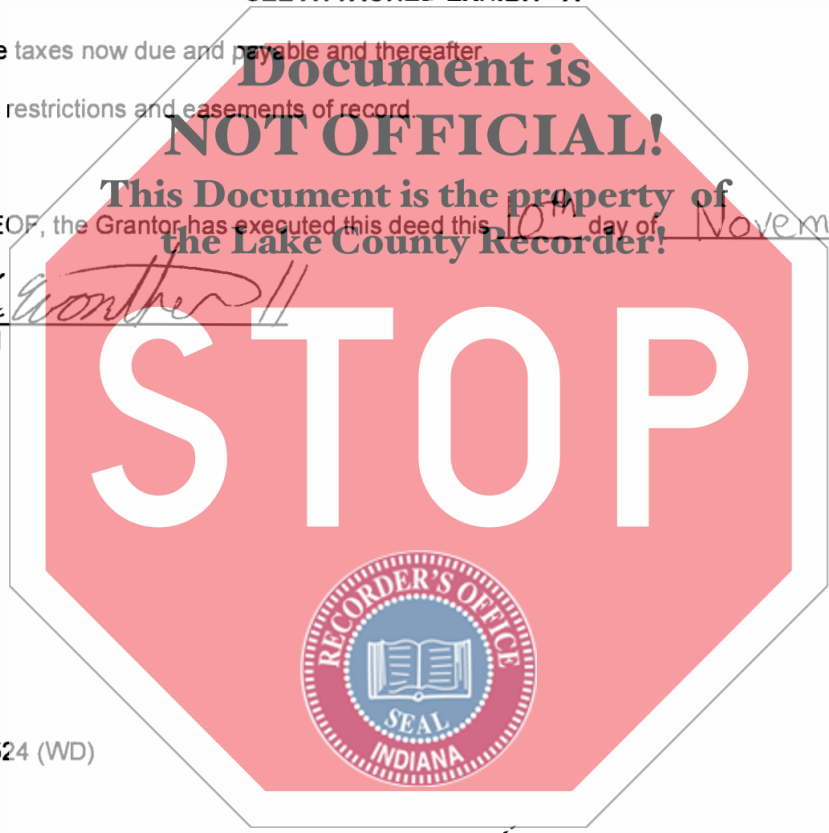 e taxes now due and payable and thereafter.
Document is
restrictions and easements of record.
NOT OFFICIAL!
This Document is the property of
EOF, the Grantor has executed this deed this 10th day of Novem
the Lake County Recorder!
STOP
RECORDER'S OFFICE
SEAL
INDIANA
524 (WD)